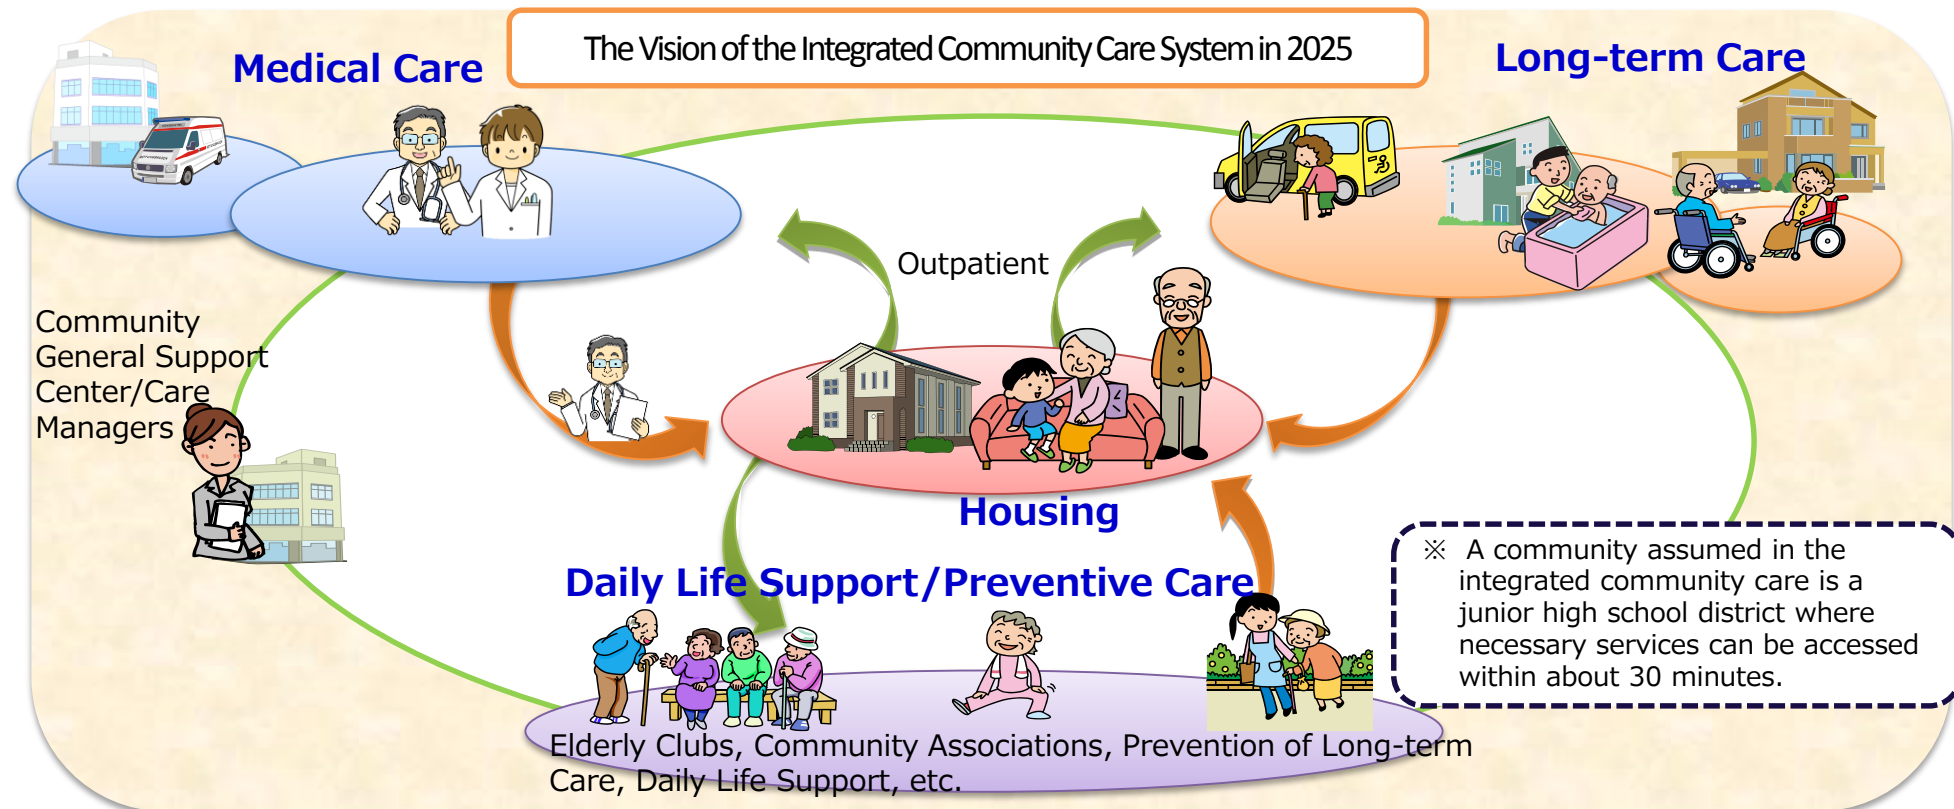 The Vision of the Integrated Community Care System in 2025
Medical Care
Long-term Care
Outpatient
Community
General Support
Center/Care
Managers
Housing
Daily Life Support/Preventive Care
※ A community assumed in the
integrated community care is a
junior high school district where
necessary services can be accessed
within about 30 minutes.
Elderly Clubs, Community Associations, Prevention of Long-term
Care, Daily Life Support, etc.